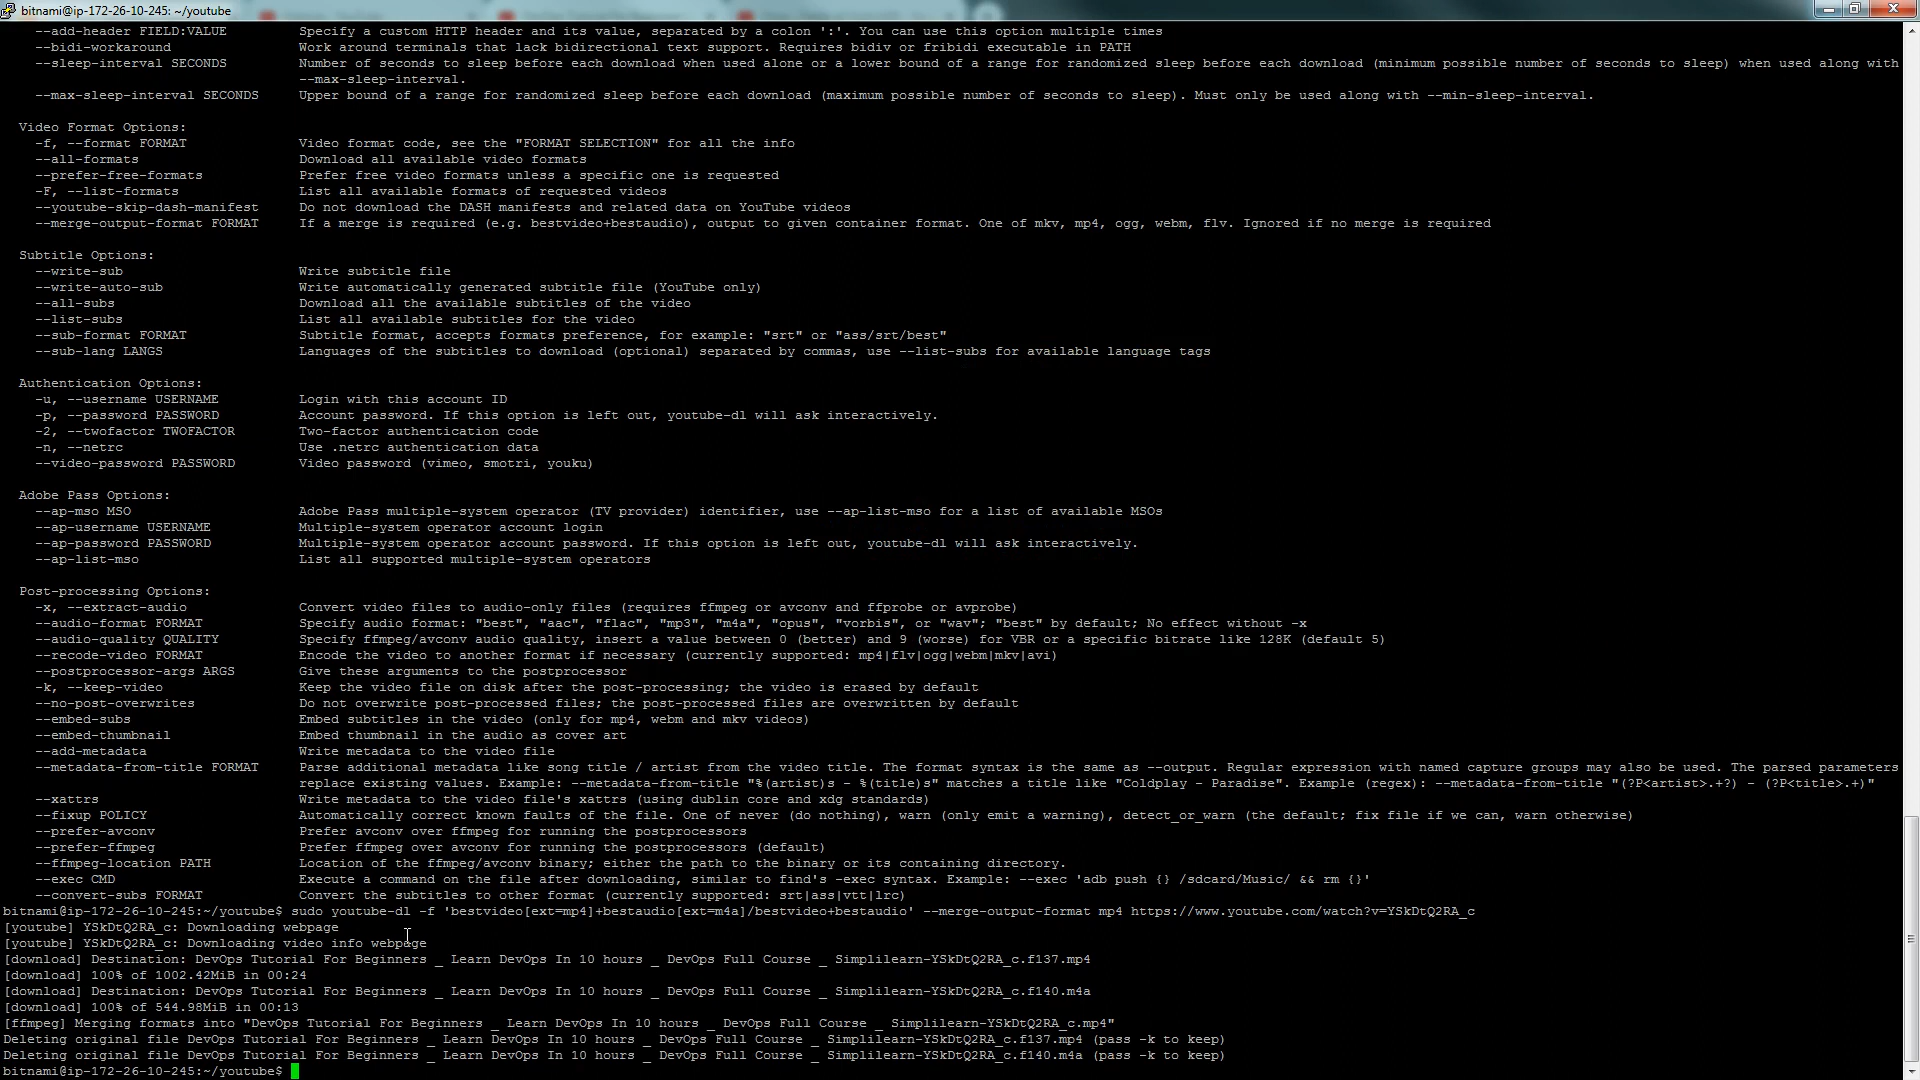 bitnami@ip-172-26-10-245: ~/youtube
--add-header FIELD:VALUE Specify a custom HTTP header and its value, separated by a colon ':'. You can use this option multiple times
--bidi-workaround Work around terminals that lack bidirectional text support. Requires bidiv or fribidi executable in PATH
--sleep-interval SECONDS Number of seconds to sleep before each download when used alone or a lower bound of a range for randomized sleep before each download (minimum possible number of seconds to sleep) when used along with
--max-sleep-interval.
--max-sleep-interval SECONDS Upper bound of a range for randomized sleep before each download (maximum possible number of seconds to sleep). Must only be used along with --min-sleep-interval.
Video Format Options:
-f, --format FORMAT Video format code, see the "FORMAT SELECTION" for all the info
--all-formats Download all available video formats
--prefer-free-formats Prefer free video formats unless a specific one is requested
-F, --list-formats List all available formats of requested videos
--youtube-skip-dash-manifest Do not download the DASH manifests and related data on YouTube videos
--merge-output-format FORMAT If a merge is required (e.g. bestvideo+bestaudio), output to given container format. One of mkv, mp4, ogg, webm, flv. Ignored if no merge is required
Subtitle Options:
--write-sub Write subtitle file
--write-auto-sub Write automatically generated subtitle file (YouTube only)
--all-subs Download all the available subtitles of the video
--list-subs List all available subtitles for the video
--sub-format FORMAT Subtitle format, accepts formats preference, for example: "srt" or "ass/srt/best"
--sub-lang LANGS Languages of the subtitles to download (optional) separated by commas, use --list-subs for available language tags
Authentication Options:
-u, --username USERNAME Login with this account ID
-p, --password PASSWORD Account password. If this option is left out, youtube-dl will ask interactively.
-2, --twofactor TWOFACTOR Two-factor authentication code
-n, --netrc Use .netrc authentication data
--video-password PASSWORD Video password (vimeo, smotri, youku)
Adobe Pass Options:
--ap-mso MSO Adobe Pass multiple-system operator (TV provider) identifier, use --ap-list-mso for a list of available MSOs
--ap-username USERNAME Multiple-system operator account login
--ap-password PASSWORD Multiple-system operator account password. If this option is left out, youtube-dl will ask interactively.
--ap-list-mso List all supported multiple-system operators
Post-processing Options:
-x, --extract-audio Convert video files to audio-only files (requires ffmpeg or avconv and ffprobe or avprobe)
--audio-format FORMAT Specify audio format: "best", "aac", "flac", "mp3", "m4a", "opus", "vorbis", or "wav"; "best" by default; No effect without -x
--audio-quality QUALITY Specify ffmpeg/avconv audio quality, insert a value between 0 (better) and 9 (worse) for VBR or a specific bitrate like 128K (default 5)
--recode-video FORMAT Encode the video to another format if necessary (currently supported: mp4|flv|ogg|webm|mkv|avi)
--postprocessor-args ARGS Give these arguments to the postprocessor
-k, --keep-video Keep the video file on disk after the post-processing; the video is erased by default
--no-post-overwrites Do not overwrite post-processed files; the post-processed files are overwritten by default
--embed-subs Embed subtitles in the video (only for mp4, webm and mkv videos)
--embed-thumbnail Embed thumbnail in the audio as cover art
--add-metadata Write metadata to the video file
--metadata-from-title FORMAT Parse additional metadata like song title / artist from the video title. The format syntax is the same as --output. Regular expression with named capture groups may also be used. The parsed parameters
replace existing values. Example: --metadata-from-title "%(artist)s - %(title)s" matches a title like "Coldplay - Paradise". Example (regex): --metadata-from-title "(?P<artist>.+?) - (?P<title>.+)"
--xattrs Write metadata to the video file's xattrs (using dublin core and xdg standards)
--fixup POLICY Automatically correct known faults of the file. One of never (do nothing), warn (only emit a warning), detect_or_warn (the default; fix file if we can, warn otherwise)
--prefer-avconv Prefer avconv over ffmpeg for running the postprocessors
--prefer-ffmpeg Prefer ffmpeg over avconv for running the postprocessors (default)
--ffmpeg-location PATH Location of the ffmpeg/avconv binary; either the path to the binary or its containing directory.
--exec CMD Execute a command on the file after downloading, similar to find's -exec syntax. Example: --exec 'adb push {} /sdcard/Music/ && rm {}'
--convert-subs FORMAT Convert the subtitles to other format (currently supported: srt|ass|vtt|lrc)
bitnami@ip-172-26-10-245:~/youtube$ sudo youtube-dl -f 'bestvideo[ext=mp4]+bestaudio[ext=m4a]/bestvideo+bestaudio' --merge-output-format mp4 https://www.youtube.com/watch?v=YSkDtQ2RA_c
[youtube] YSkDtQ2RA_c: Downloading webpage
[youtube] YSkDtQ2RA_c: Downloading video info webpage
[download] Destination: DevOps Tutorial For Beginners _ Learn DevOps In 10 hours _ DevOps Full Course _ Simplilearn-YSkDtQ2RA_c.f137.mp4
[download] 100% of 1002.42MiB in 00:24
[download] Destination: DevOps Tutorial For Beginners _ Learn DevOps In 10 hours _ DevOps Full Course _ Simplilearn-YSkDtQ2RA_c.f140.m4a
[download] 100% of 544.98MiB in 00:13
[ffmpeg] Merging formats into "DevOps Tutorial For Beginners _ Learn DevOps In 10 hours _ DevOps Full Course _ Simplilearn-YSkDtQ2RA_c.mp4"
Deleting original file DevOps Tutorial For Beginners _ Learn DevOps In 10 hours _ DevOps Full Course _ Simplilearn-YSkDtQ2RA_c.f137.mp4 (pass -k to keep)
Deleting original file DevOps Tutorial For Beginners _ Learn DevOps In 10 hours _ DevOps Full Course _ Simplilearn-YSkDtQ2RA_c.f140.m4a (pass -k to keep)
bitnami@ip-172-26-10-245:~/youtube$